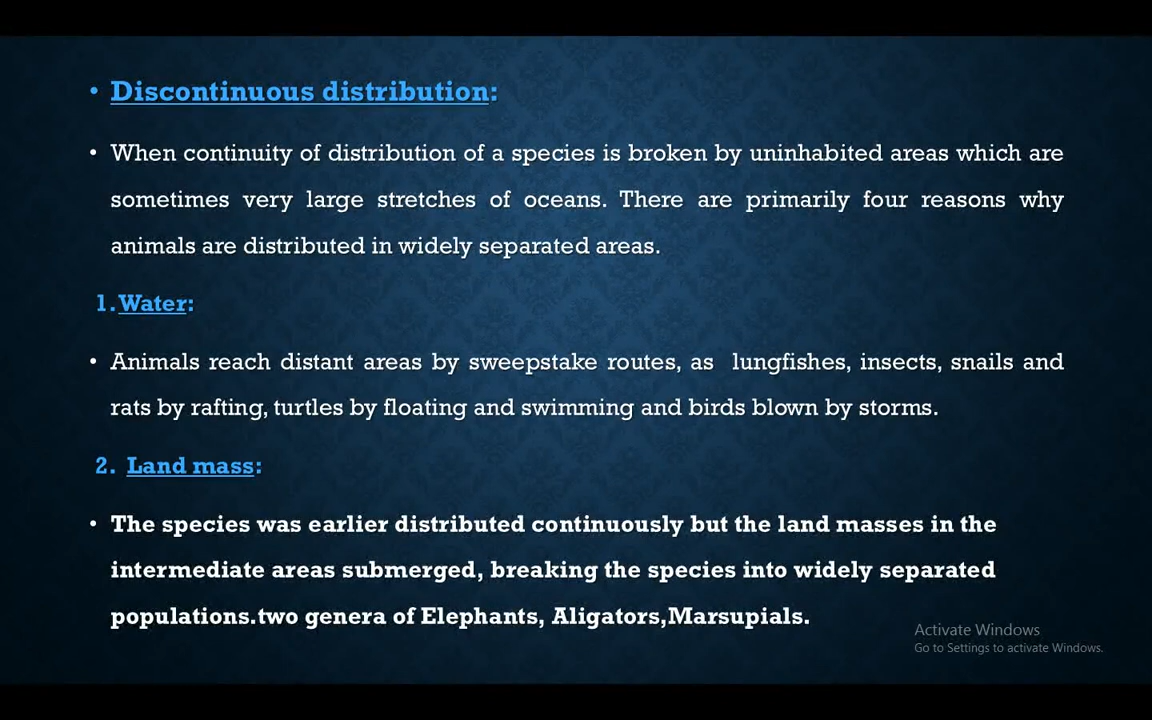 • Discontinuous distribution:
• When continuity of distribution of a species is broken by uninhabited areas which are
sometimes very large stretches of oceans. There are primarily four reasons why
animals are distributed in widely separated areas.
1.Water:
• Animals reach distant areas by sweepstake routes, as lungfishes, insects, snails and
rats by rafting, turtles by floating and swimming and birds blown by storms.
2. Land mass:
• The species was earlier distributed continuously but the land masses in the
intermediate areas submerged, breaking the species into widely separated
populations.two genera of Elephants, Aligators,Marsupials.
Activate Windows
Go to Settings to activate Windows.